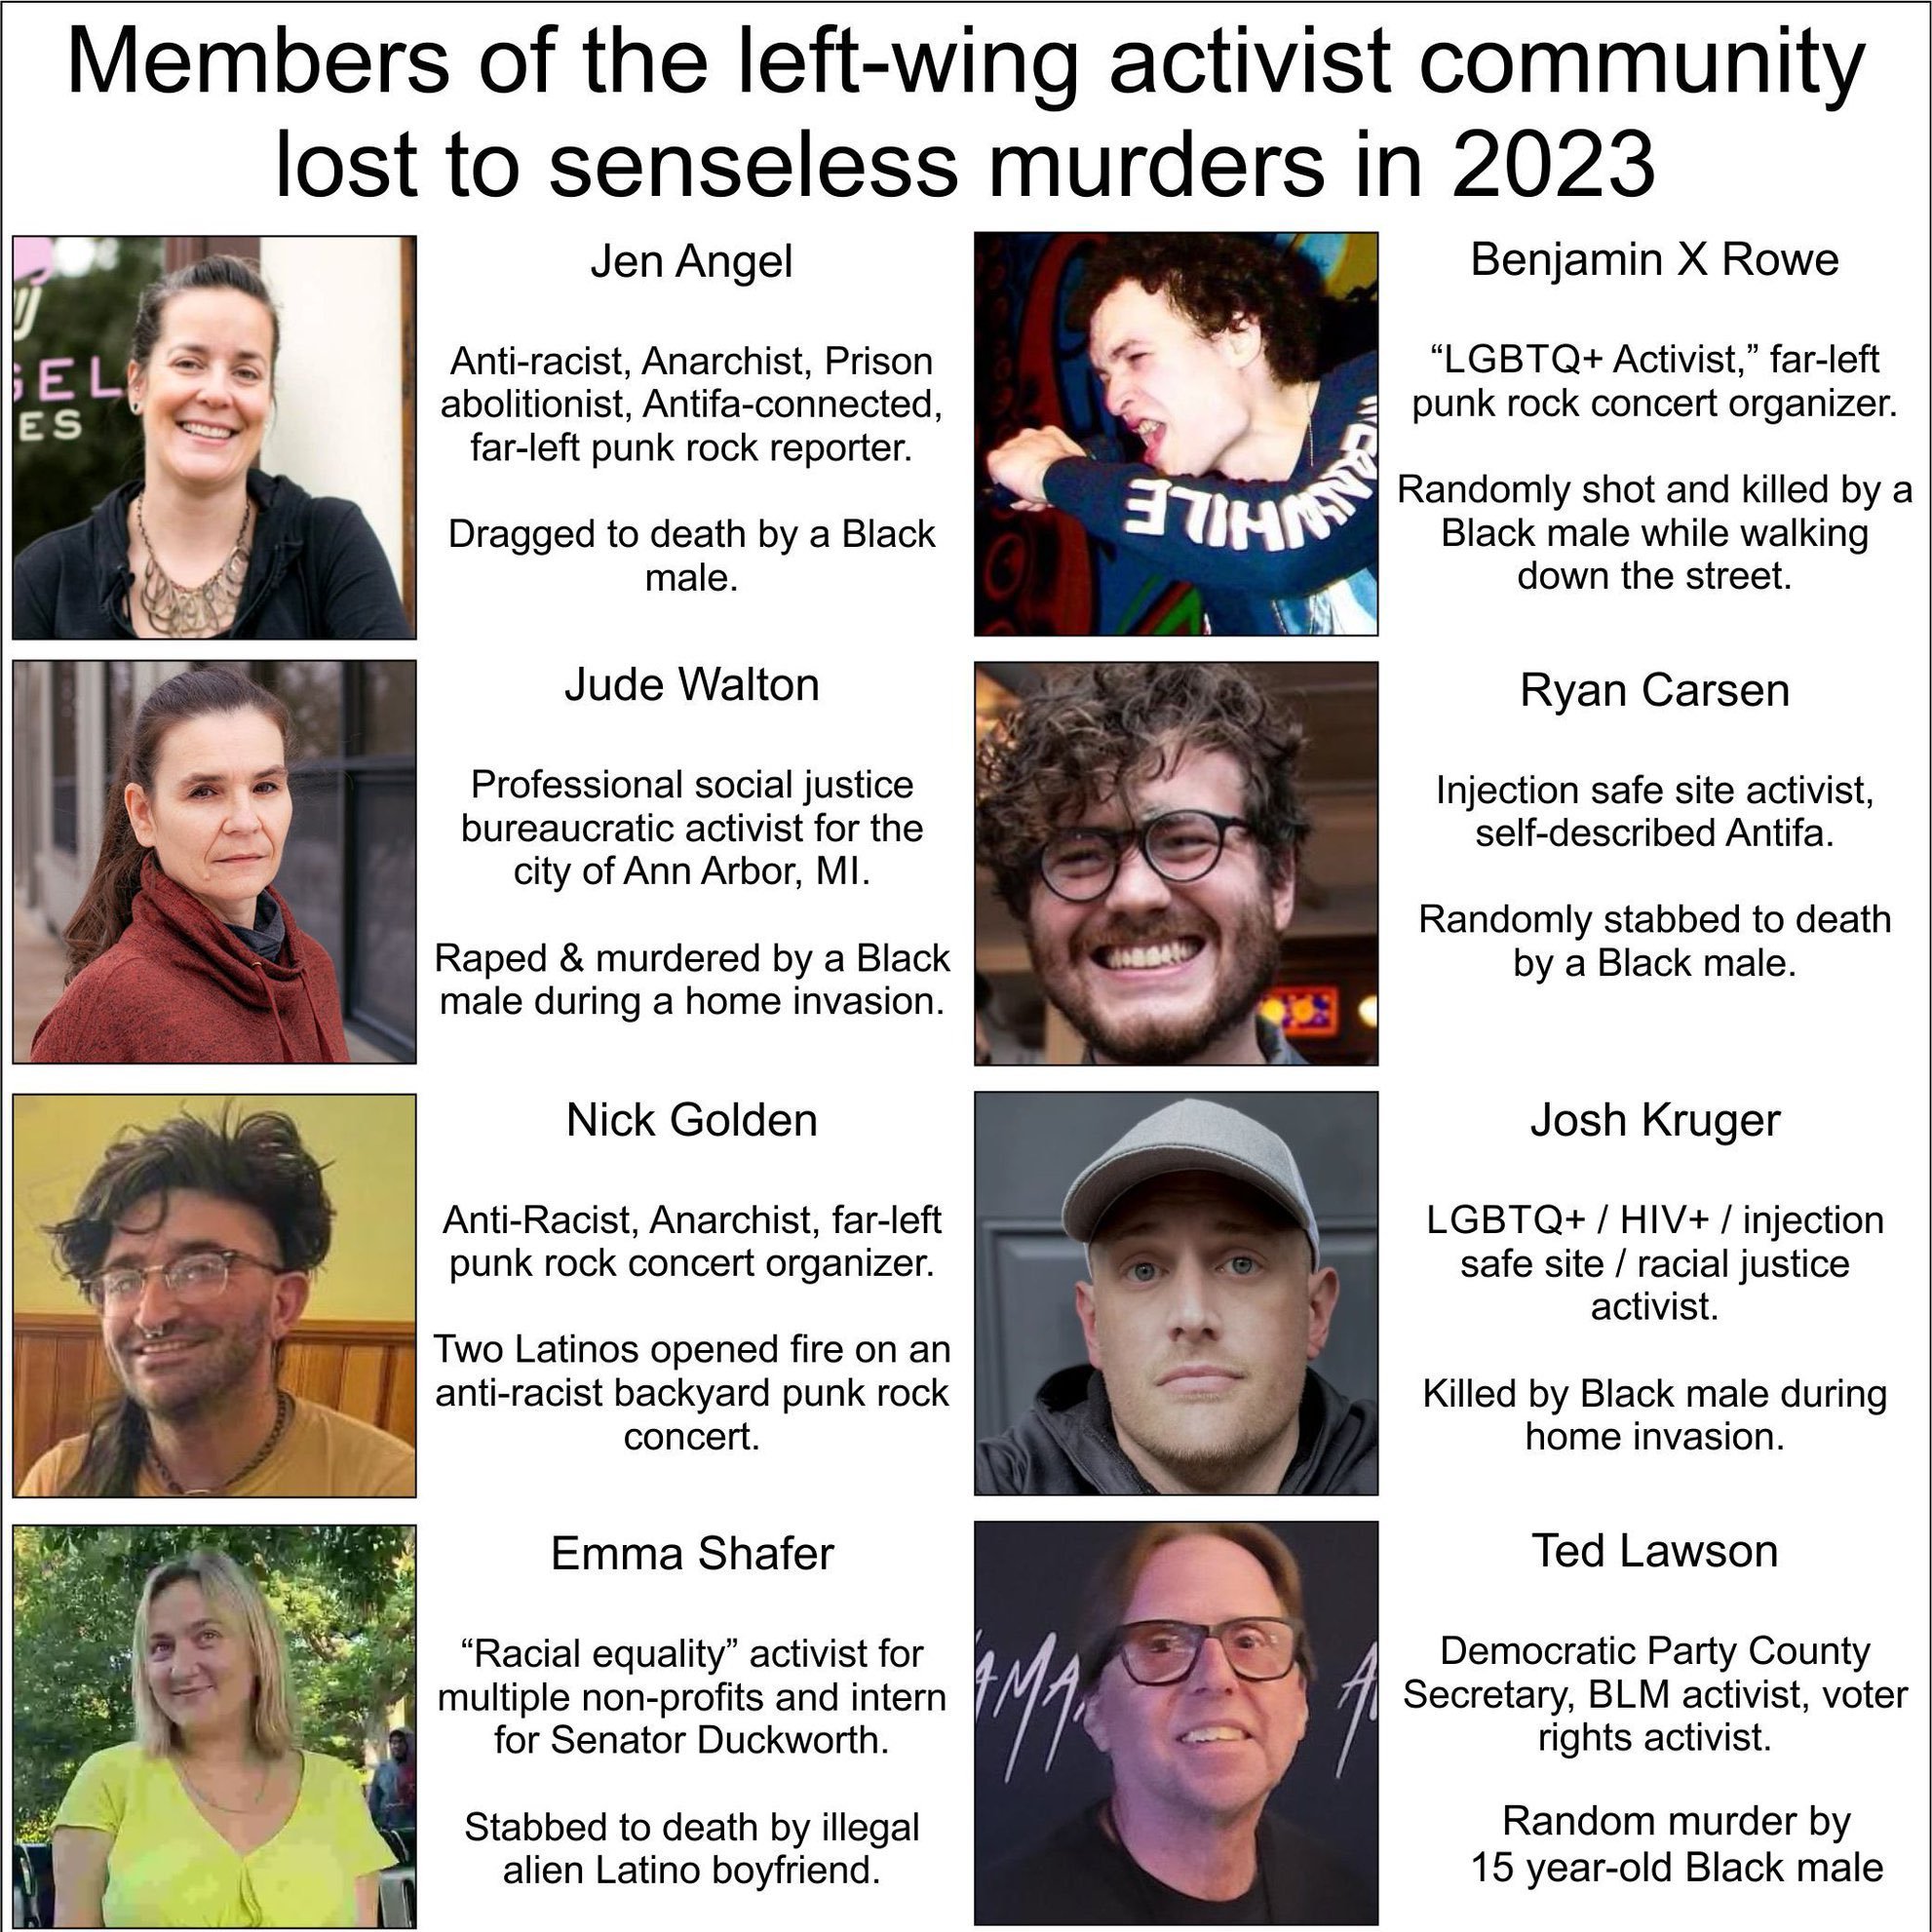 Members of the left-wing activist community
lost to senseless murders in 2023
GEL
ES
Jen Angel
Anti-racist, Anarchist, Prison
abolitionist, Antifa-connected,
far-left punk rock reporter.
Dragged to death by a Black
male.
Benjamin X Rowe
“LGBTQ+ Activist,” far-left
punk rock concert organizer.
Randomly shot and killed by a
Black male while walking
down the street.
Jude Walton
Professional social justice
bureaucratic activist for the
city of Ann Arbor, MI.
Raped & murdered by a Black
male during a home invasion.
Ryan Carsen
Injection safe site activist,
self-described Antifa.
Randomly stabbed to death
by a Black male.
Nick Golden
Anti-Racist, Anarchist, far-left
punk rock concert organizer.
Two Latinos opened fire on an
anti-racist backyard punk rock
concert.
Josh Kruger
LGBTQ+ / HIV+ / injection
safe site / racial justice
activist.
Killed by Black male during
home invasion.
Emma Shafer
“Racial equality” activist for
multiple non-profits and intern
for Senator Duckworth.
Stabbed to death by illegal
alien Latino boyfriend.
Ted Lawson
Democratic Party County
Secretary, BLM activist, voter
rights activist.
Random murder by
15 year-old Black male